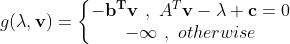 g(λ, v) = { −b^T v , A^T v − λ + c = 0
−∞ , otherwise